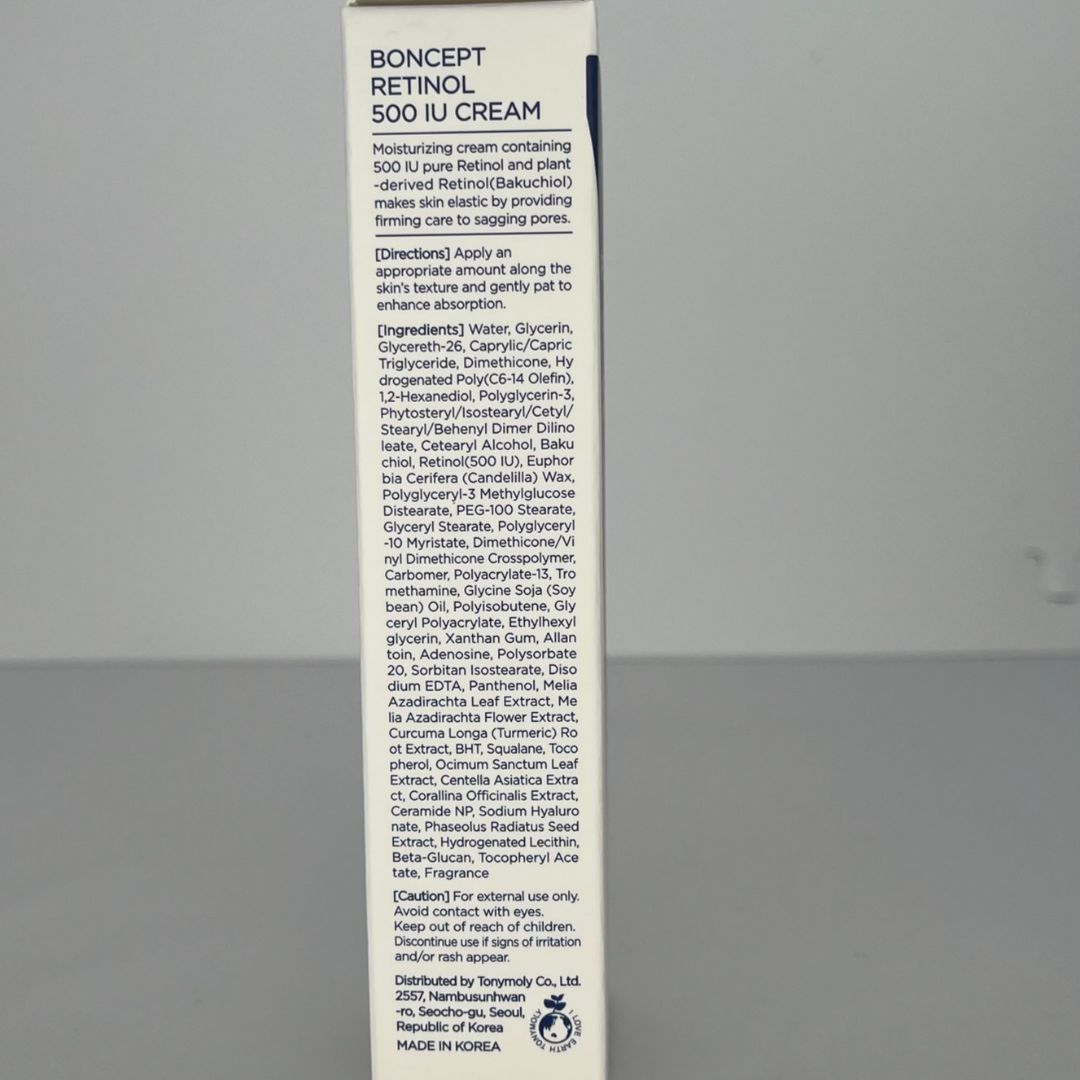 BONCEPT
RETINOL
500 IU CREAM
Moisturizing cream containing
500 IU pure Retinol and plant
-derived Retinol(Bakuchiol)
makes skin elastic by providing
firming care to sagging pores.
[Directions] Apply an
appropriate amount along the
skin's texture and gently pat to
enhance absorption.
[Ingredients] Water, Glycerin,
Glycereth-26, Caprylic/Capric
Triglyceride, Dimethicone, Hy
drogenated Poly(C6-14 Olefin),
1,2-Hexanediol, Polyglycerin-3,
Phytosteryl/Isostearyl/Cetyl/
Stearyl/Behenyl Dimer Dilino
leate, Cetearyl Alcohol, Baku
chiol, Retinol(500 IU), Euphor
bia Cerifera (Candelilla) Wax,
Polyglyceryl-3 Methylglucose
Distearate, PEG-100 Stearate,
Glyceryl Stearate, Polyglyceryl
-10 Myristate, Dimethicone/Vi
nyl Dimethicone Crosspolymer,
Carbomer, Polyacrylate-13, Tro
methamine, Glycine Soja (Soy
bean) Oil, Polyisobutene, Gly
ceryl Polyacrylate, Ethylhexyl
glycerin, Xanthan Gum, Allan
toin, Adenosine, Polysorbate
20, Sorbitan Isostearate, Diso
dium EDTA, Panthenol, Melia
Azadirachta Leaf Extract, Me
lia Azadirachta Flower Extract,
Curcuma Longa (Turmeric) Ro
ot Extract, BHT, Squalane, Toco
pherol, Ocimum Sanctum Leaf
Extract, Centella Asiatica Extra
ct, Corallina Officinalis Extract,
Ceramide NP, Sodium Hyaluro
nate, Phaseolus Radiatus Seed
Extract, Hydrogenated Lecithin,
Beta-Glucan, Tocopheryl Ace
tate, Fragrance
[Caution] For external use only.
Avoid contact with eyes.
Keep out of reach of children.
Discontinue use if signs of irritation
and/or rash appear.
Distributed by Tonymoly Co., Ltd.
2557, Nambusunhwan
-ro, Seocho-gu, Seoul,
Republic of Korea
MADE IN KOREA
TONYMOLY I LOVE EARTH